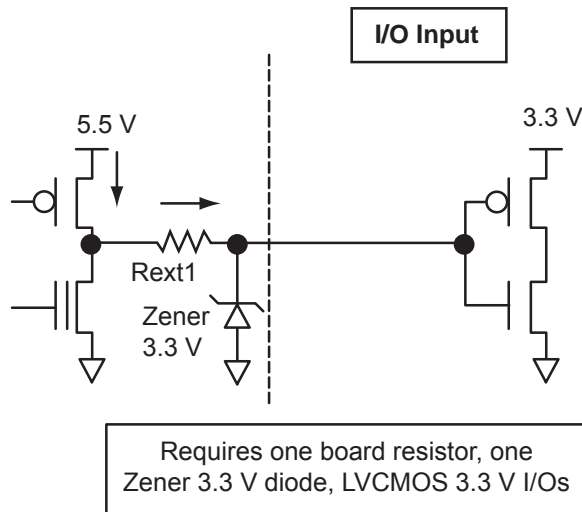 I/O Input
5.5 V
3.3 V
Rext1
Zener
3.3 V
Requires one board resistor, one
Zener 3.3 V diode, LVCMOS 3.3 V I/Os